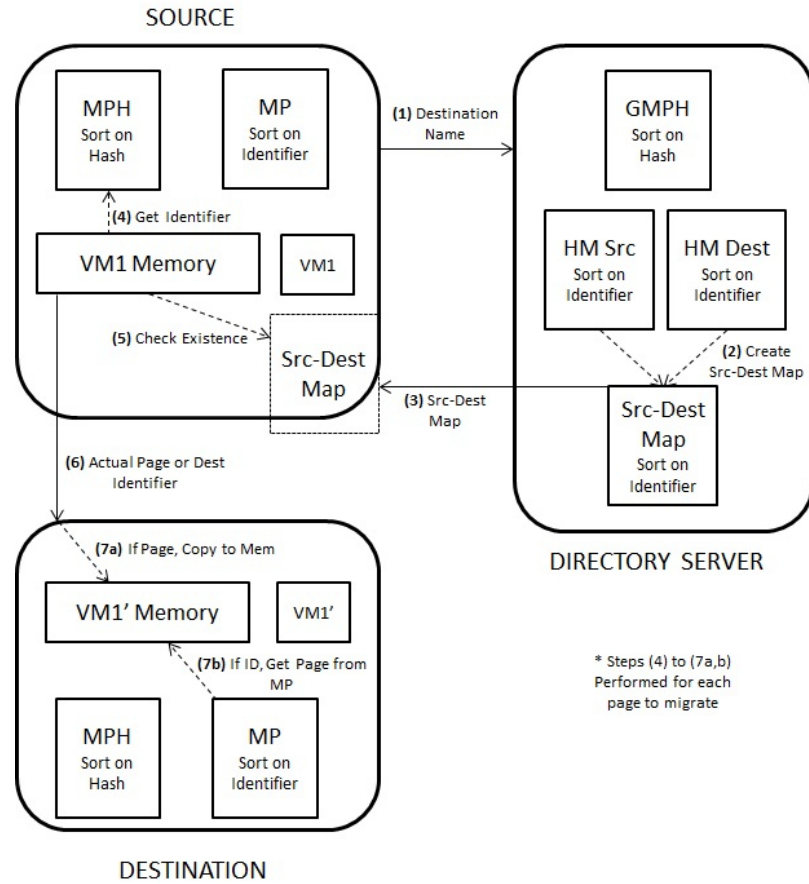 SOURCE
MPH
Sort on
Hash
MP
Sort on
Identifier
(1) Destination
Name
GMPH
Sort on
Hash
(4) Get Identifier
VM1 Memory
VM1
HM Src
Sort on
Identifier
HM Dest
Sort on
Identifier
(5) Check Existence
Src-Dest
Map
(2) Create
Src-Dest Map
(3) Src-Dest
Map
Src-Dest
Map
Sort on
Identifier
(6) Actual Page or Dest
Identifier
DIRECTORY SERVER
(7a) If Page, Copy to Mem
VM1' Memory
VM1'
(7b) If ID, Get Page from
MP
MPH
Sort on
Hash
MP
Sort on
Identifier
* Steps (4) to (7a,b)
Performed for each
page to migrate
DESTINATION